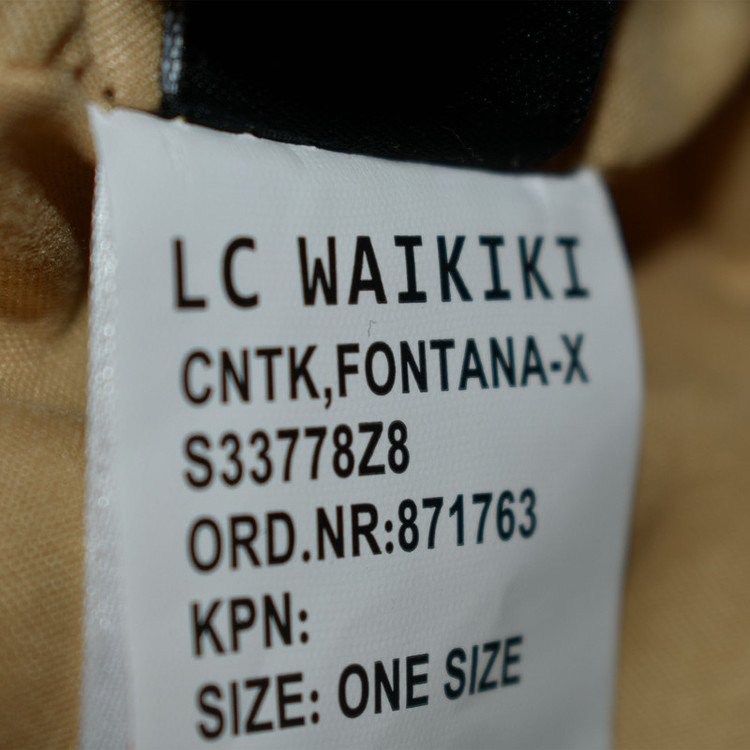 LC WAIKIKI
CNTK,FONTANA-X
S33778Z8
ORD.NR:871763
KPN:
SIZE: ONE SIZE